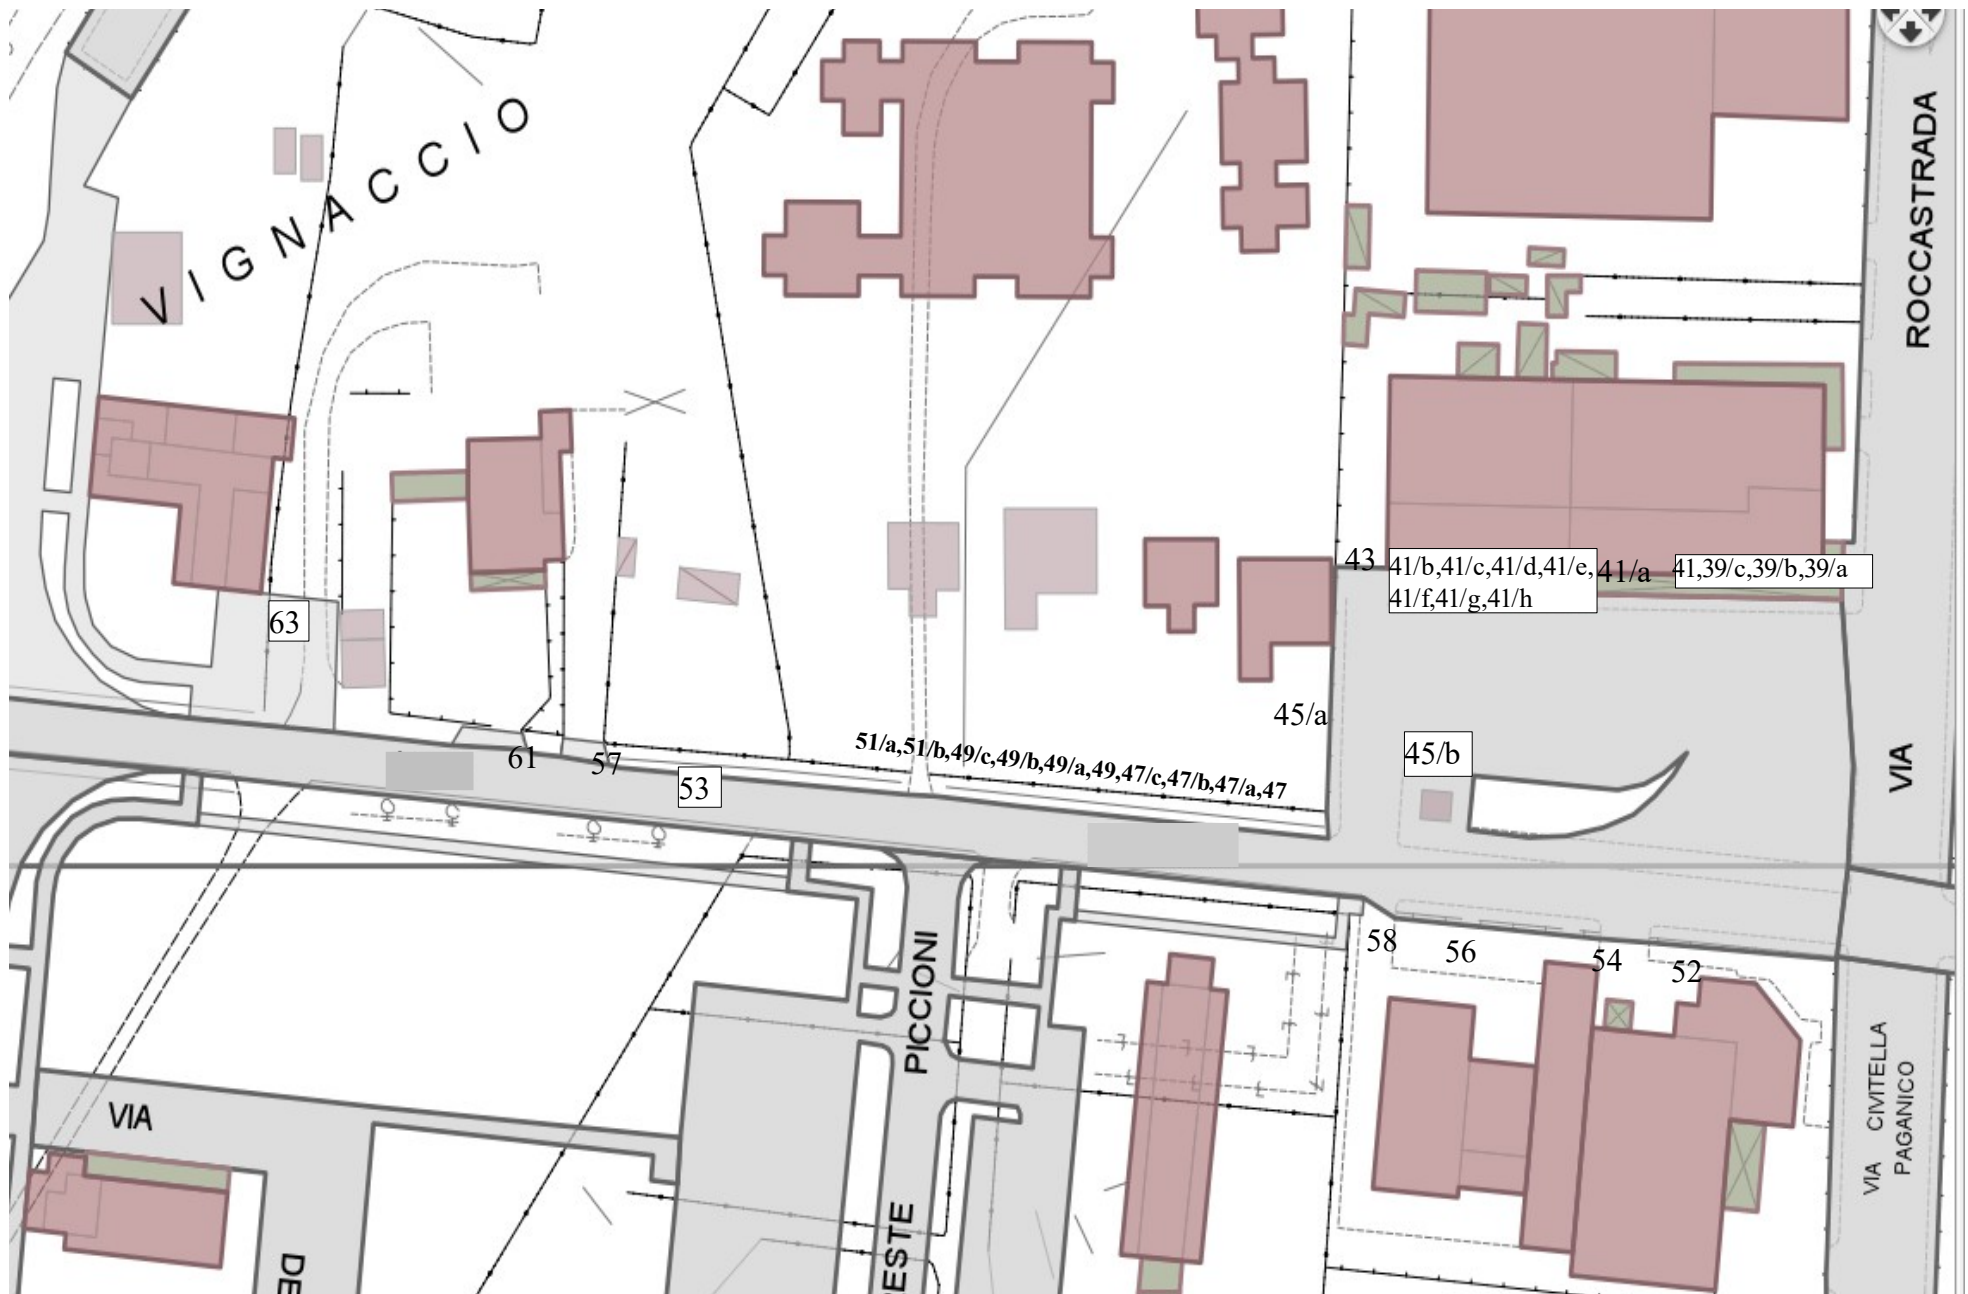 VIGNACCIO
ROCCASTRADA
43
41/b,41/c,41/d,41/e,
41/f,41/g,41/h
41/a
41,39/c,39/b,39/a
63
45/a
45/b
61
57
53
51/a,51/b,49/c,49/b,49/a,49,47/c,47/b,47/a,47
VIA
58
56
54
52
PICCIONI
VIA CIVITELLA
PAGANICO
VIA
ESTE
DE